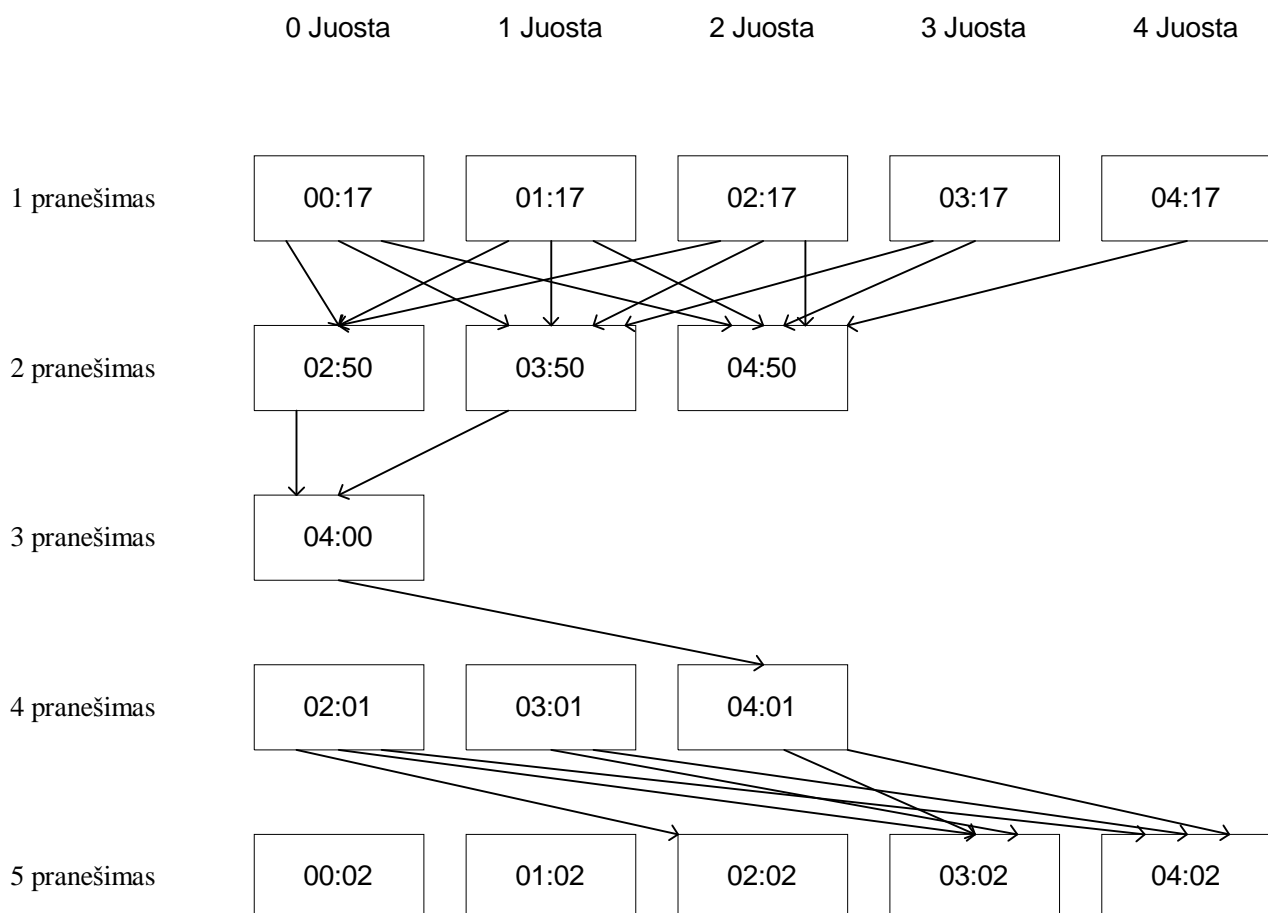 0 Juosta 1 Juosta 2 Juosta 3 Juosta 4 Juosta
1 pranešimas 00:17 01:17 02:17 03:17 04:17
2 pranešimas 02:50 03:50 04:50
3 pranešimas 04:00
4 pranešimas 02:01 03:01 04:01
5 pranešimas 00:02 01:02 02:02 03:02 04:02